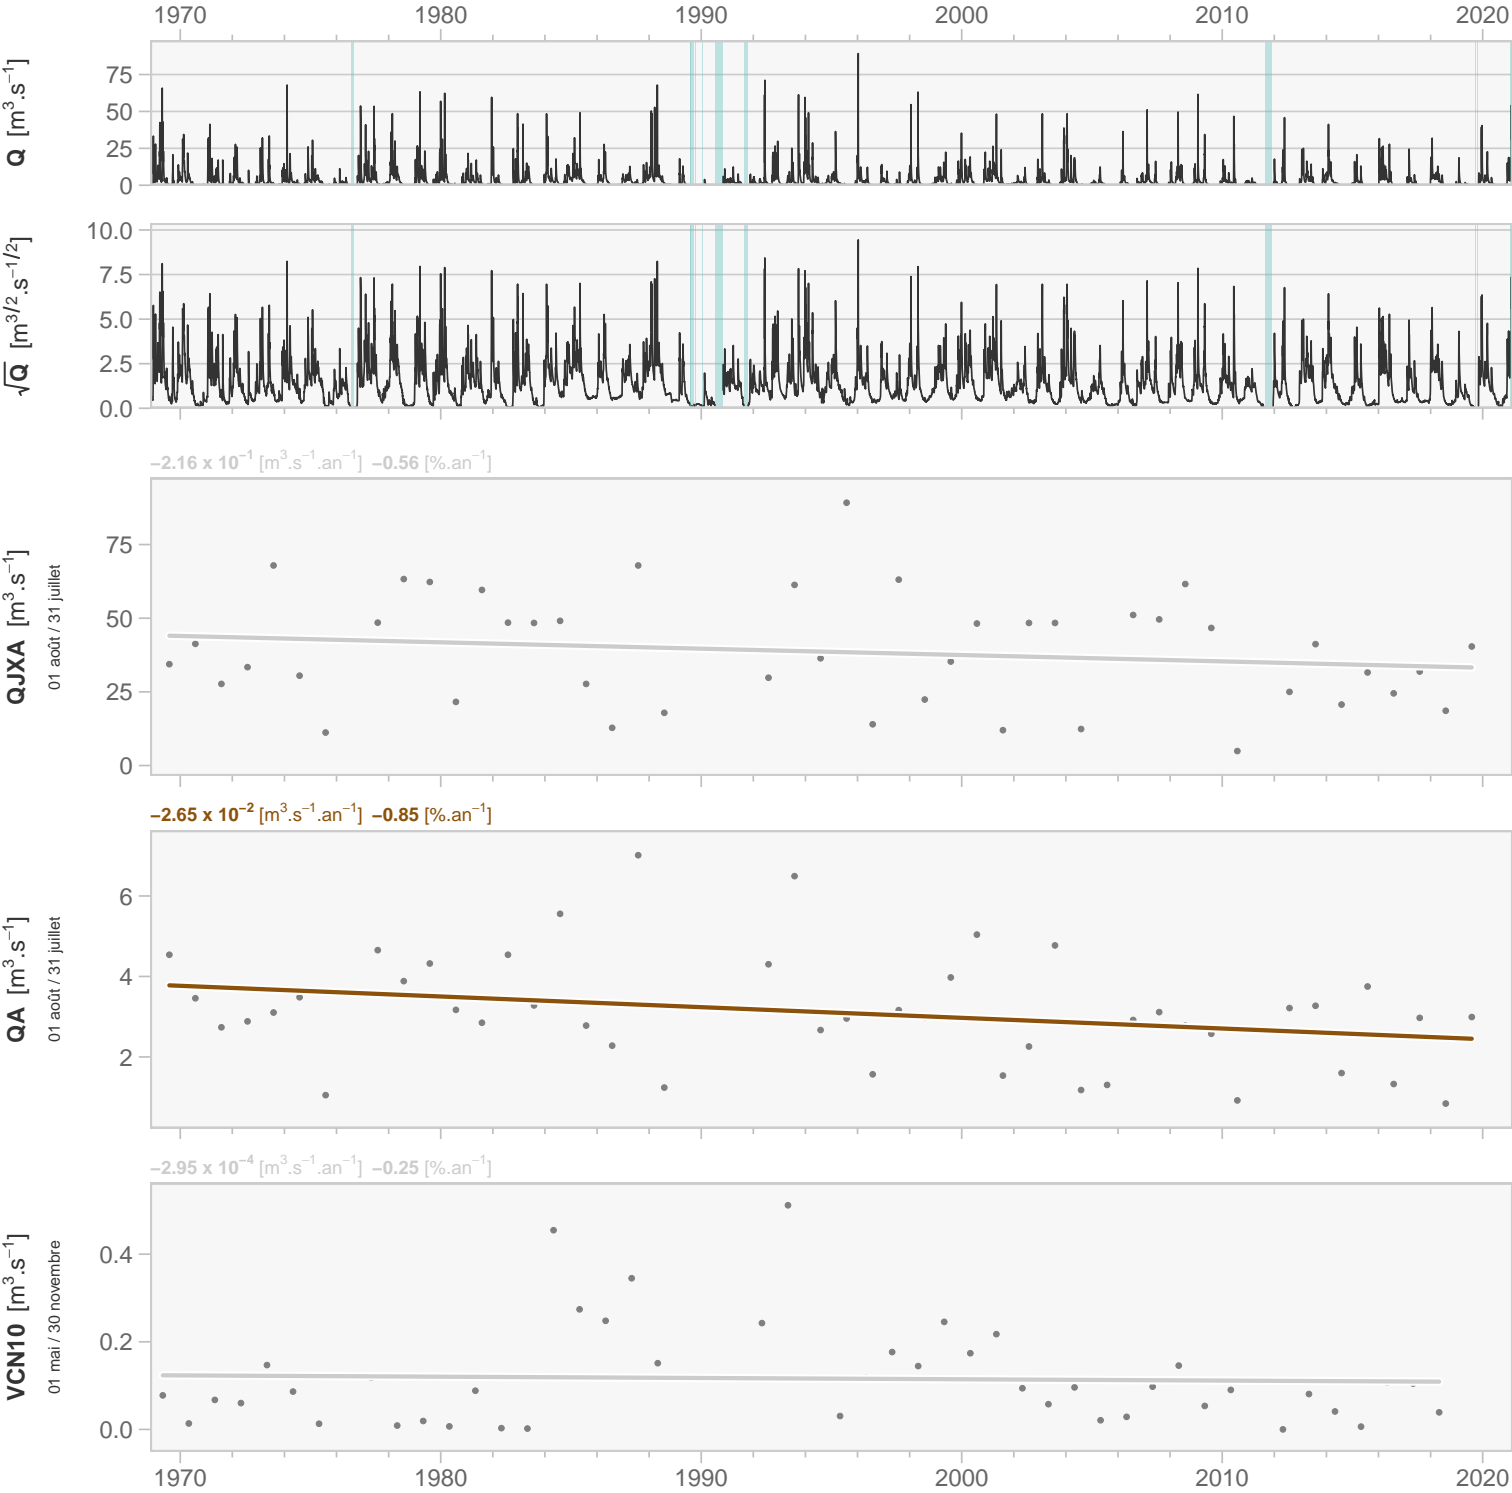 1970 1980 1990 2000 2010 2020
Q [m³.s⁻¹]
75
50
25
0
√Q [m³ᐟ².s⁻¹ᐟ²]
10.0
7.5
5.0
2.5
0.0
−2.16 x 10⁻¹ [m³.s⁻¹.an⁻¹] −0.56 [%.an⁻¹]
QJXA [m³.s⁻¹]
01 août / 31 juillet
75
50
25
0
−2.65 x 10⁻² [m³.s⁻¹.an⁻¹] −0.85 [%.an⁻¹]
QA [m³.s⁻¹]
01 août / 31 juillet
6
4
2
−2.95 x 10⁻⁴ [m³.s⁻¹.an⁻¹] −0.25 [%.an⁻¹]
VCN10 [m³.s⁻¹]
01 mai / 30 novembre
0.4
0.2
0.0
1970 1980 1990 2000 2010 2020